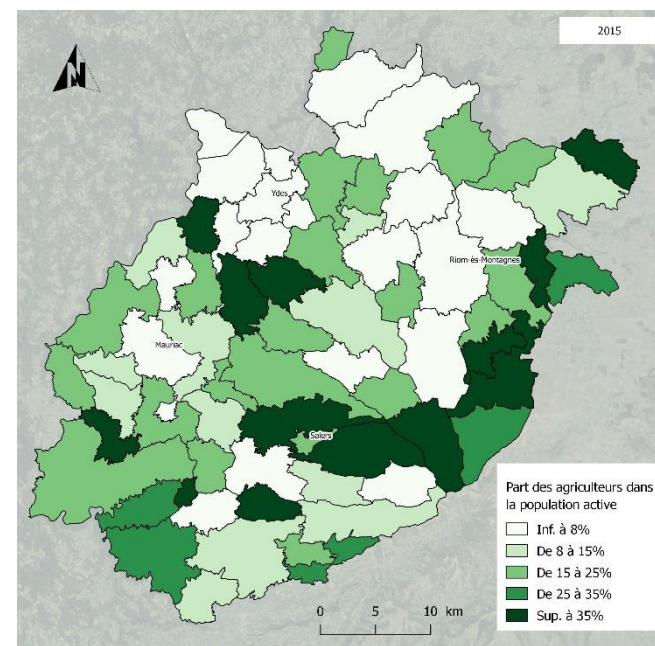 2015
N
Ydes
Riom-ès-Montagnes
Mauriac
Salers
Part des agriculteurs dans
la population active
Inf. à 8%
De 8 à 15%
De 15 à 25%
De 25 à 35%
Sup. à 35%
0 5 10 km